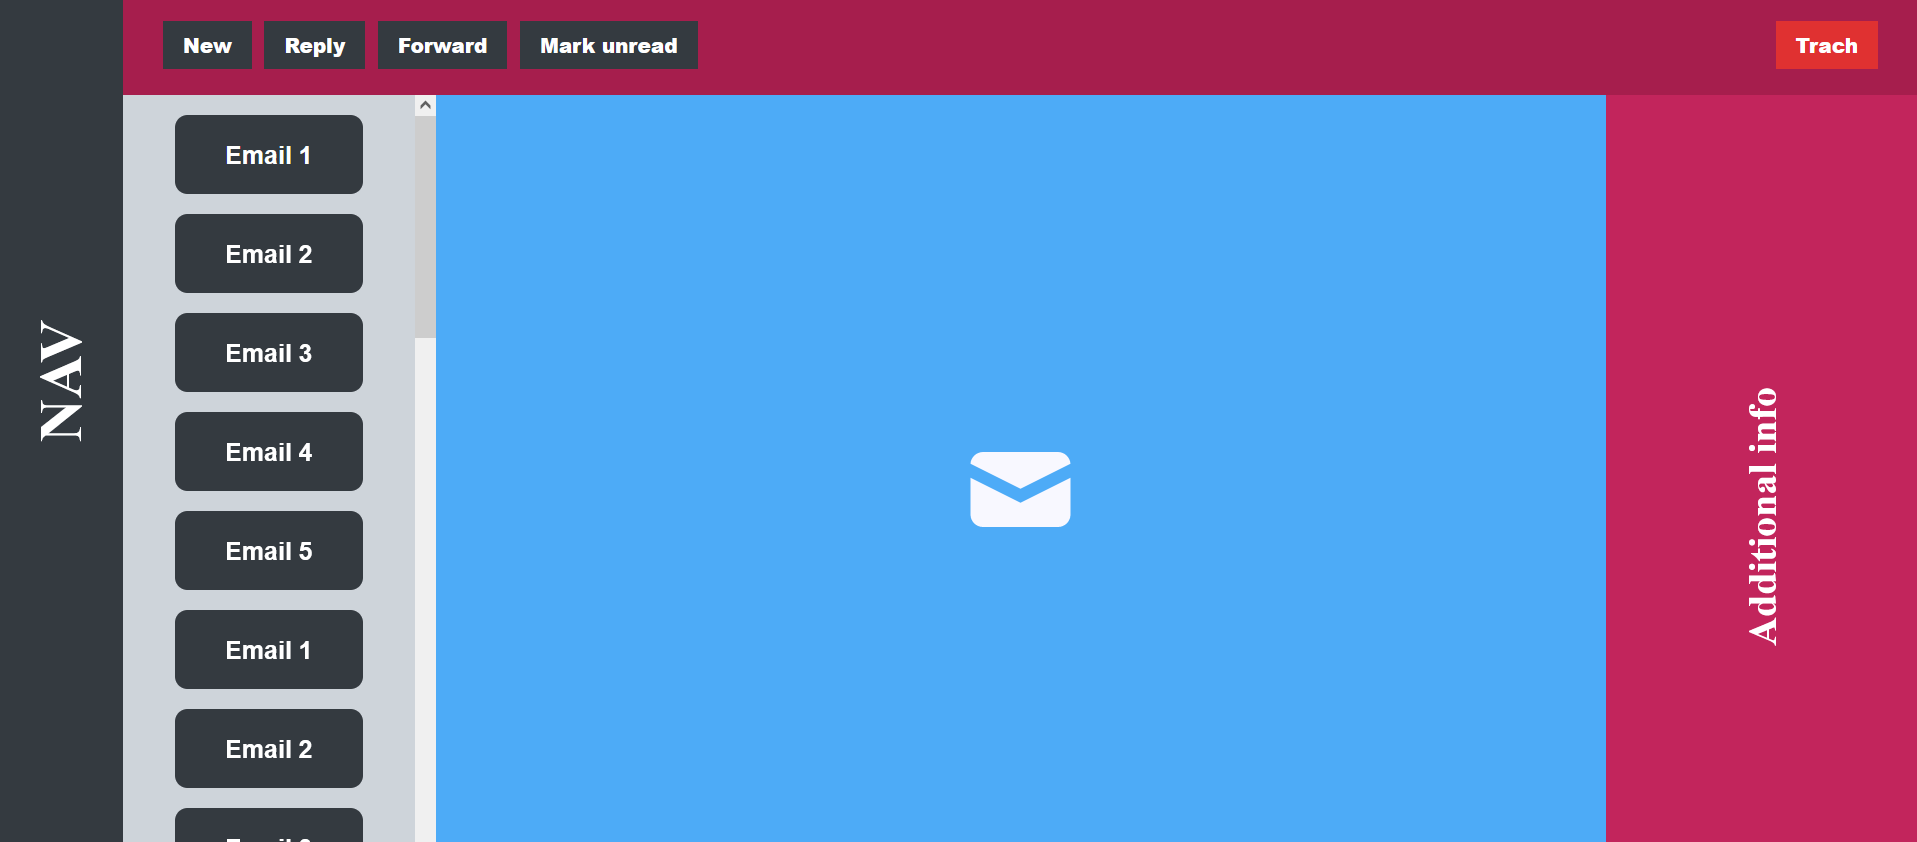 NAV
New
Reply
Forward
Mark unread
Trach
Email 1
Email 2
Email 3
Email 4
Email 5
Email 1
Email 2
Additional info